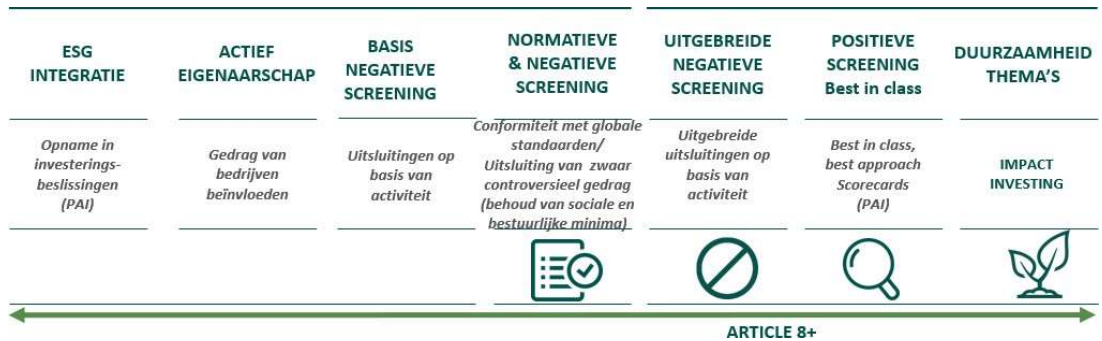 ESG
INTEGRATIE
ACTIEF
EIGENAARSCHAP
BASIS
NEGATIEVE
SCREENING
NORMATIEVE
& NEGATIEVE
SCREENING
UITGEBREIDE
NEGATIEVE
SCREENING
POSITIEVE
SCREENING
Best in class
DUURZAAMHEID
THEMA'S
Opname in
investerings-
beslissingen
(PAI)
Gedrag van
bedrijven
beïnvloeden
Uitsluitingen op
basis van
activiteit
Conformiteit met globale
standaarden/
Uitsluiting van zwaar
controversieel gedrag
(behoud van sociale en
bestuurlijke minima)
Uitgebreide
uitsluitingen op
basis van
activiteit
Best in class,
best approach
Scorecards
(PAI)
IMPACT
INVESTING
ARTICLE 8+